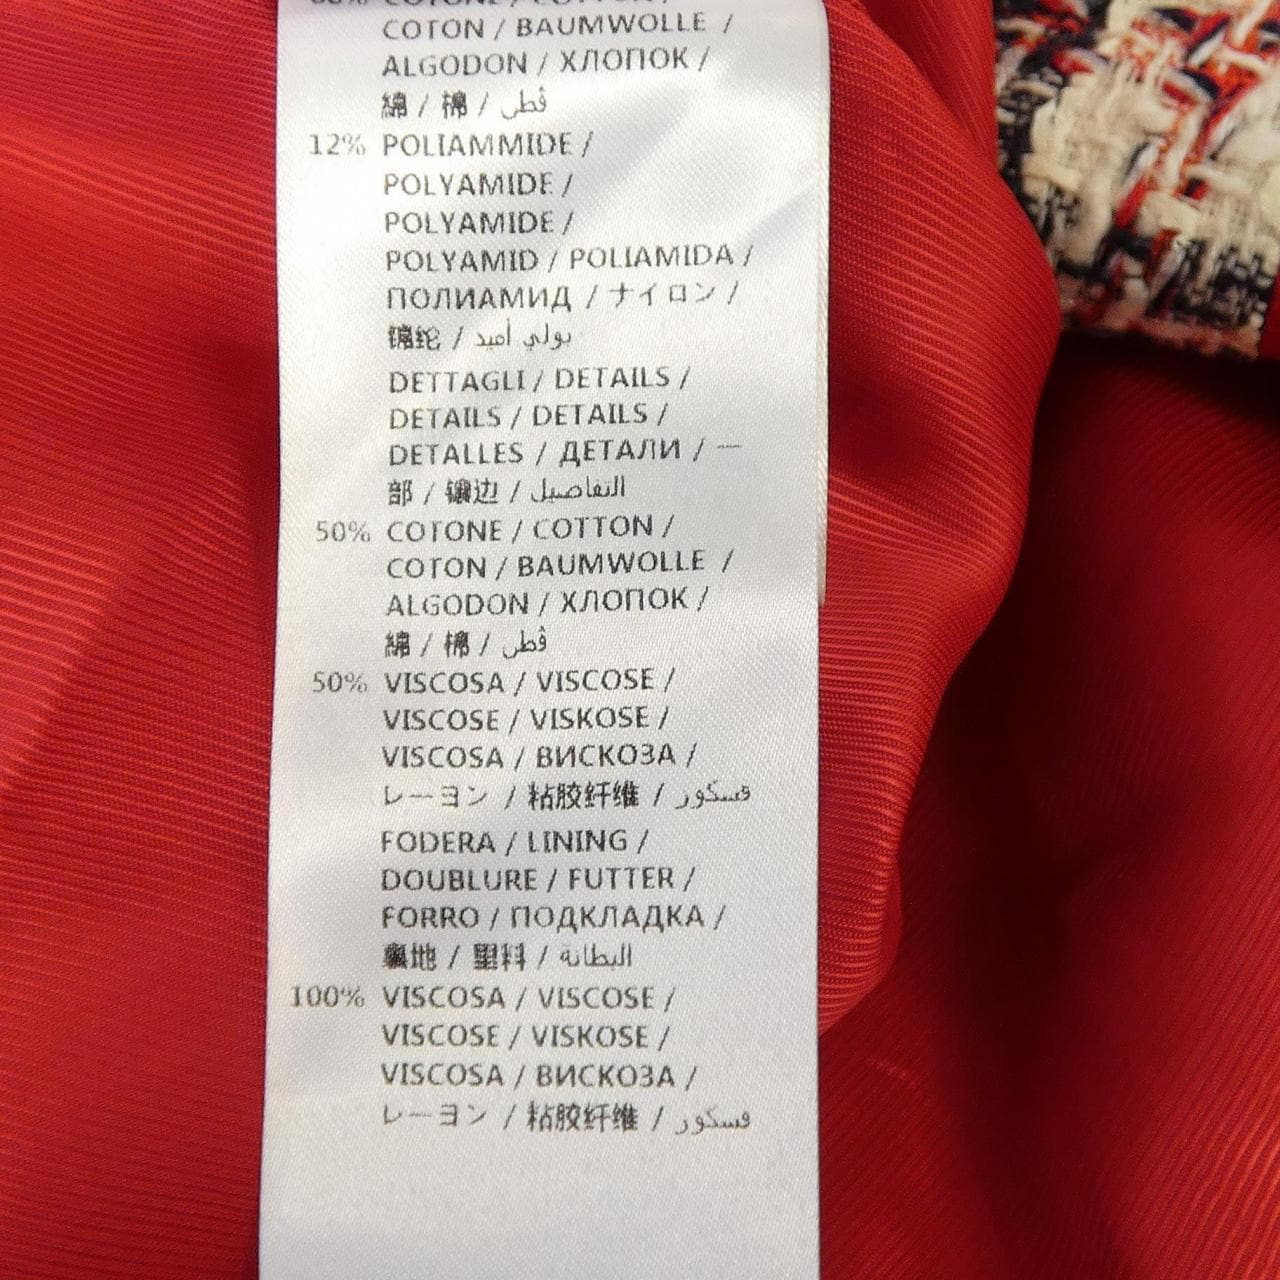 COTONE / COTTON /
COTON / BAUMWOLLE /
ALGODON / ХЛОПОК /
綿 / 棉 / قطن
12% POLIAMMIDE /
POLYAMIDE /
POLYAMIDE /
POLYAMID / POLIAMIDA /
ПОЛИАМИД / ナイロン /
锦纶 / بولي أميد
DETTAGLI / DETAILS /
DETAILS / DETAILS /
DETALLES / ДЕТАЛИ / 一
部 / 镶边 / التفاصيل
50% COTONE / COTTON /
COTON / BAUMWOLLE /
ALGODON / ХЛОПОК /
綿 / 棉 / قطن
50% VISCOSA / VISCOSE /
VISCOSE / VISKOSE /
VISCOSA / ВИСКОЗА /
レーヨン / 粘胶纤维 / فسكوز
FODERA / LINING /
DOUBLURE / FUTTER /
FORRO / ПОДКЛАДКА /
裏地 / 里料 / البطانة
100% VISCOSA / VISCOSE /
VISCOSE / VISKOSE /
VISCOSA / ВИСКОЗА /
レーヨン / 粘胶纤维 / فسكوز